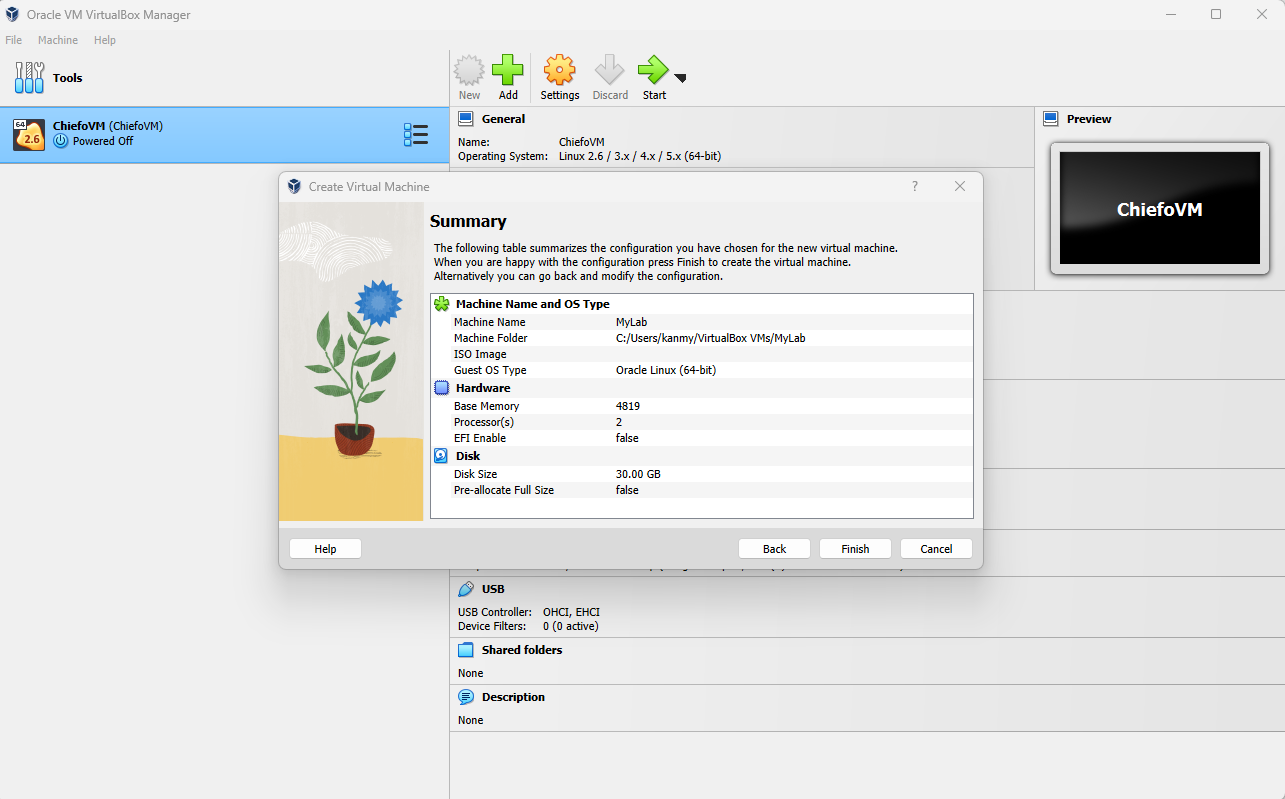 Oracle VM VirtualBox Manager
File Machine Help
Tools
New Add Settings Discard Start
64
2.6
ChiefoVM (ChiefoVM)
Powered Off
General
Name: ChiefoVM
Operating System: Linux 2.6 / 3.x / 4.x / 5.x (64-bit)
Preview
ChiefoVM
Create Virtual Machine
?
Summary
The following table summarizes the configuration you have chosen for the new virtual machine.
When you are happy with the configuration press Finish to create the virtual machine.
Alternatively you can go back and modify the configuration.
Machine Name and OS Type
Machine Name MyLab
Machine Folder C:/Users/kanmy/VirtualBox VMs/MyLab
ISO Image
Guest OS Type Oracle Linux (64-bit)
Hardware
Base Memory 4819
Processor(s) 2
EFI Enable false
Disk
Disk Size 30.00 GB
Pre-allocate Full Size false
Help Back Finish Cancel
USB
USB Controller: OHCI, EHCI
Device Filters: 0 (0 active)
Shared folders
None
Description
None